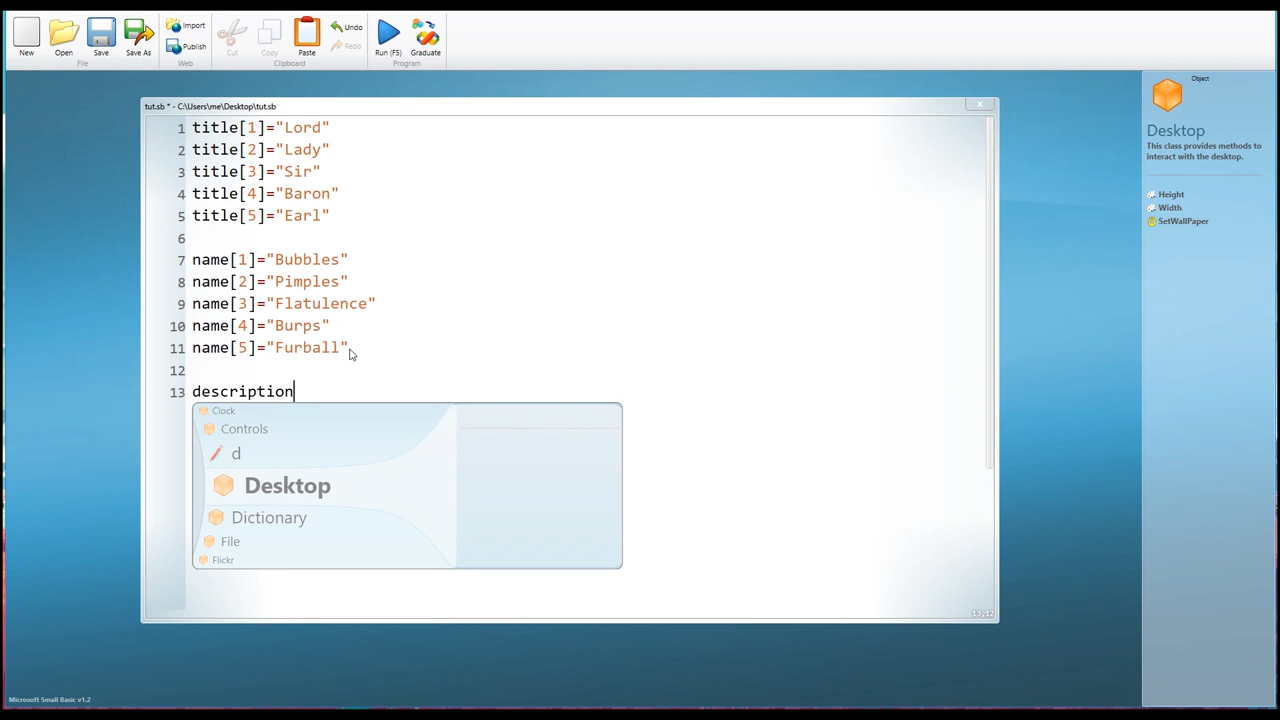 New
Open
Save
Save As
Import
Publish
Cut
Copy
Paste
Undo
Redo
Run (F5)
Graduate
File
Web
Clipboard
Program
tut.sb * - C:\Users\me\Desktop\tut.sb
x
1 title[1]="Lord"
2 title[2]="Lady"
3 title[3]="Sir"
4 title[4]="Baron"
5 title[5]="Earl"
6
7 name[1]="Bubbles"
8 name[2]="Pimples"
9 name[3]="Flatulence"
10 name[4]="Burps"
11 name[5]="Furball"
12
13 description
Clock
Controls
d
Desktop
Dictionary
File
Flickr
13,12
Object
Desktop
This class provides methods to
interact with the desktop.
Height
Width
SetWallPaper
Microsoft Small Basic v1.2